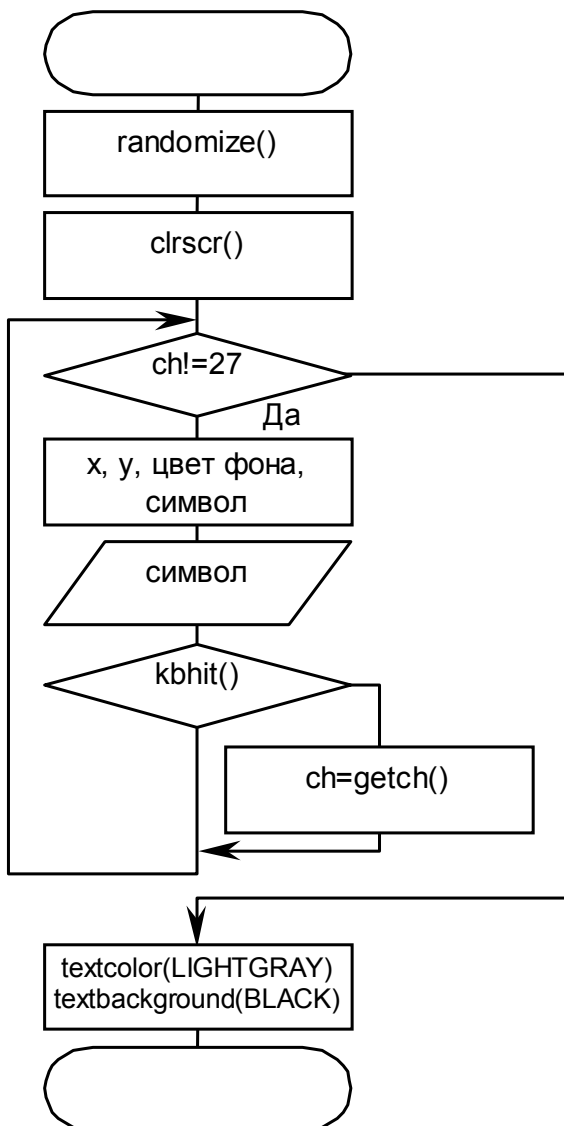 randomize()
clrscr()
ch!=27
Да
x, y, цвет фона,
символ
символ
kbhit()
ch=getch()
textcolor(LIGHTGRAY)
textbackground(BLACK)